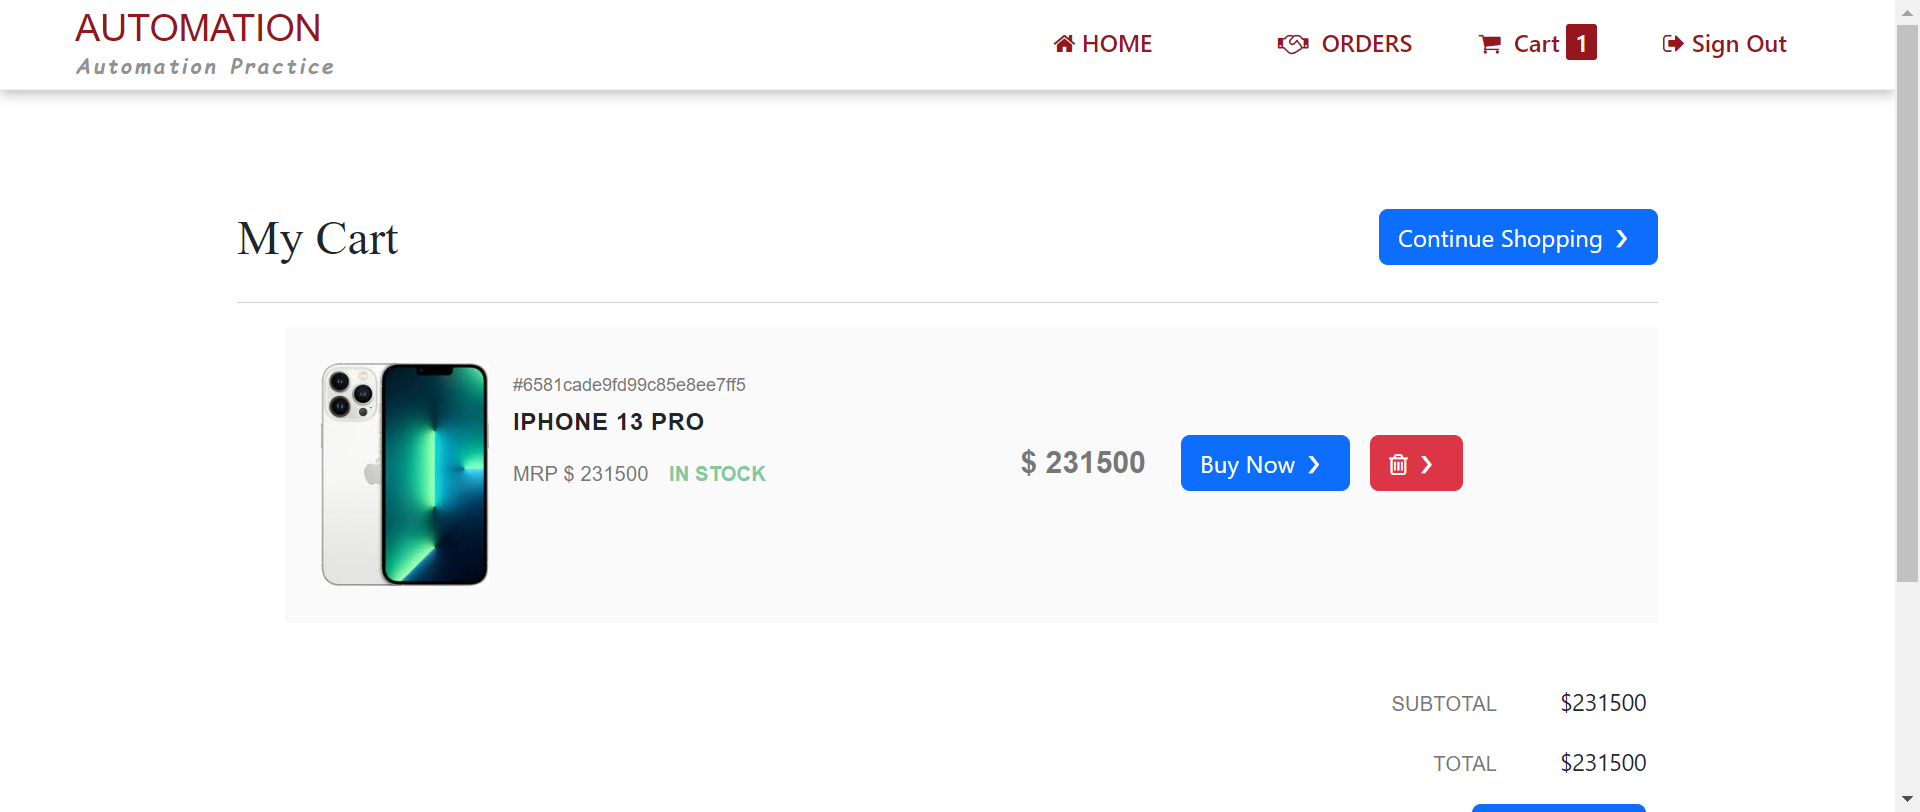 AUTOMATION
Automation Practice
HOME
ORDERS
Cart 1
Sign Out
My Cart
Continue Shopping ❯
#6581cade9fd99c85e8ee7ff5
IPHONE 13 PRO
MRP $ 231500 IN STOCK
$ 231500
Buy Now ❯
❯
SUBTOTAL $231500
TOTAL $231500